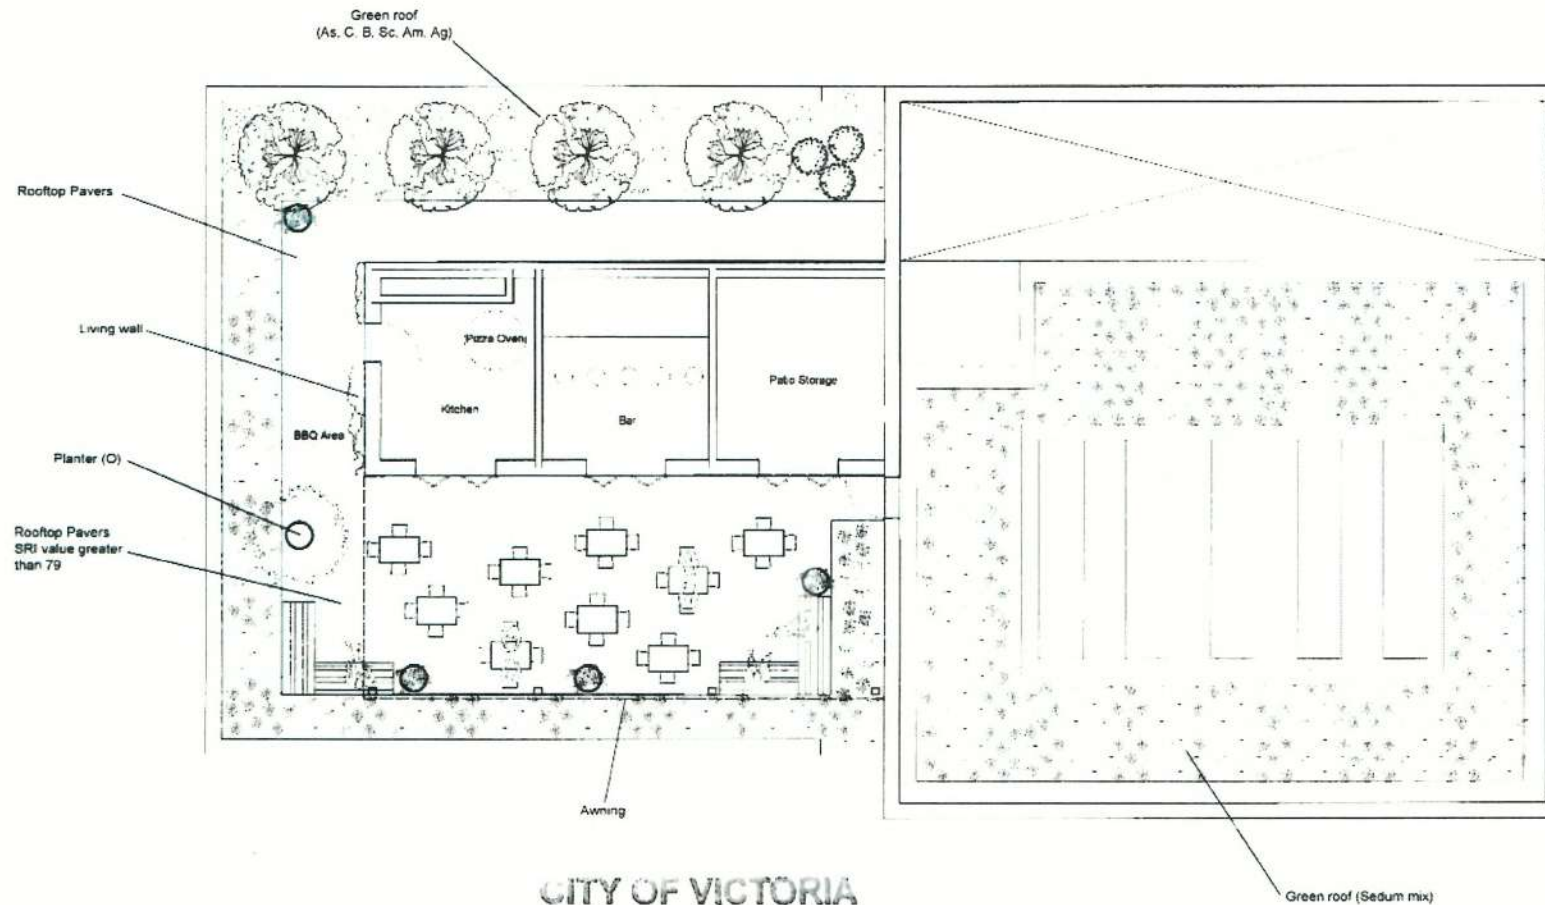 Green roof
(As, C, B, Sc, Am, Ag)
Rooftop Pavers
Living wall
Pizza Oven
Patio Storage
Kitchen
Bar
BBQ Area
Planter (O)
Rooftop Pavers
SRI value greater
than 79
Awning
CITY OF VICTORIA
Green roof (Sedum mix)